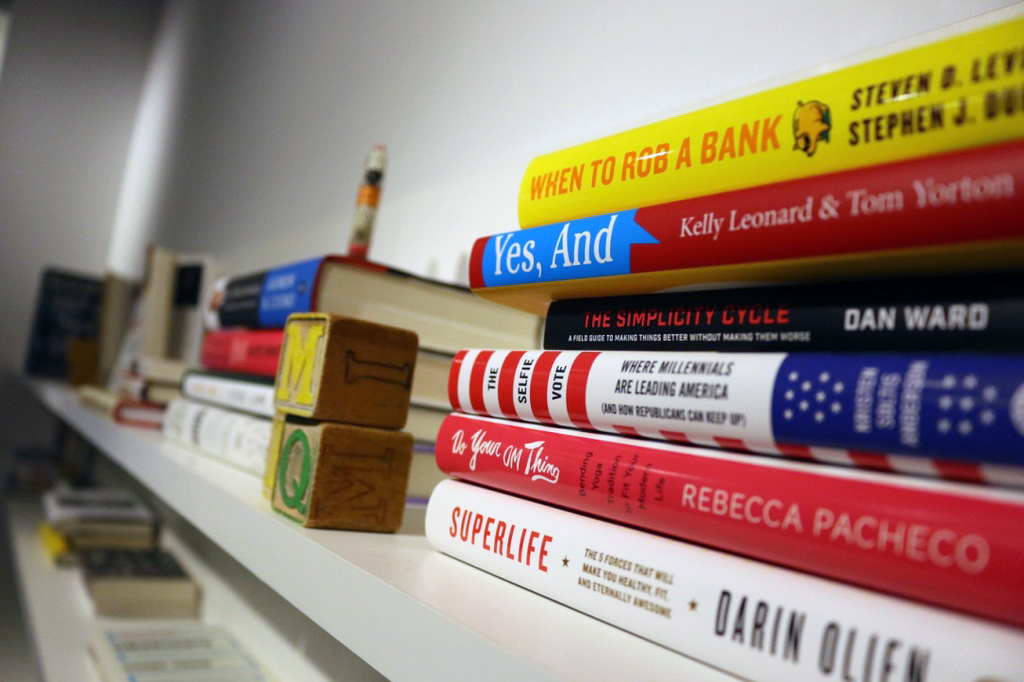 WHEN TO ROB A BANK
STEVEN D. LEVI
STEPHEN J. DU
Yes, And
Kelly Leonard & Tom Yorton
THE SIMPLICITY CYCLE
A FIELD GUIDE TO MAKING THINGS BETTER WITHOUT MAKING THEM WORSE
DAN WARD
THE
SELFIE
VOTE
WHERE MILLENNIALS
ARE LEADING AMERICA
(AND HOW REPUBLICANS CAN KEEP UP)
KRISTEN
SOLTIS
ANDERSON
Do Your OM Thing
Bending
Yoga
Tradition
to Fit Your
Modern
Life
REBECCA PACHECO
SUPERLIFE
THE 5 FORCES THAT WILL
MAKE YOU HEALTHY, FIT,
AND ETERNALLY AWESOME
DARIN OLIEN
M
I
Q
M